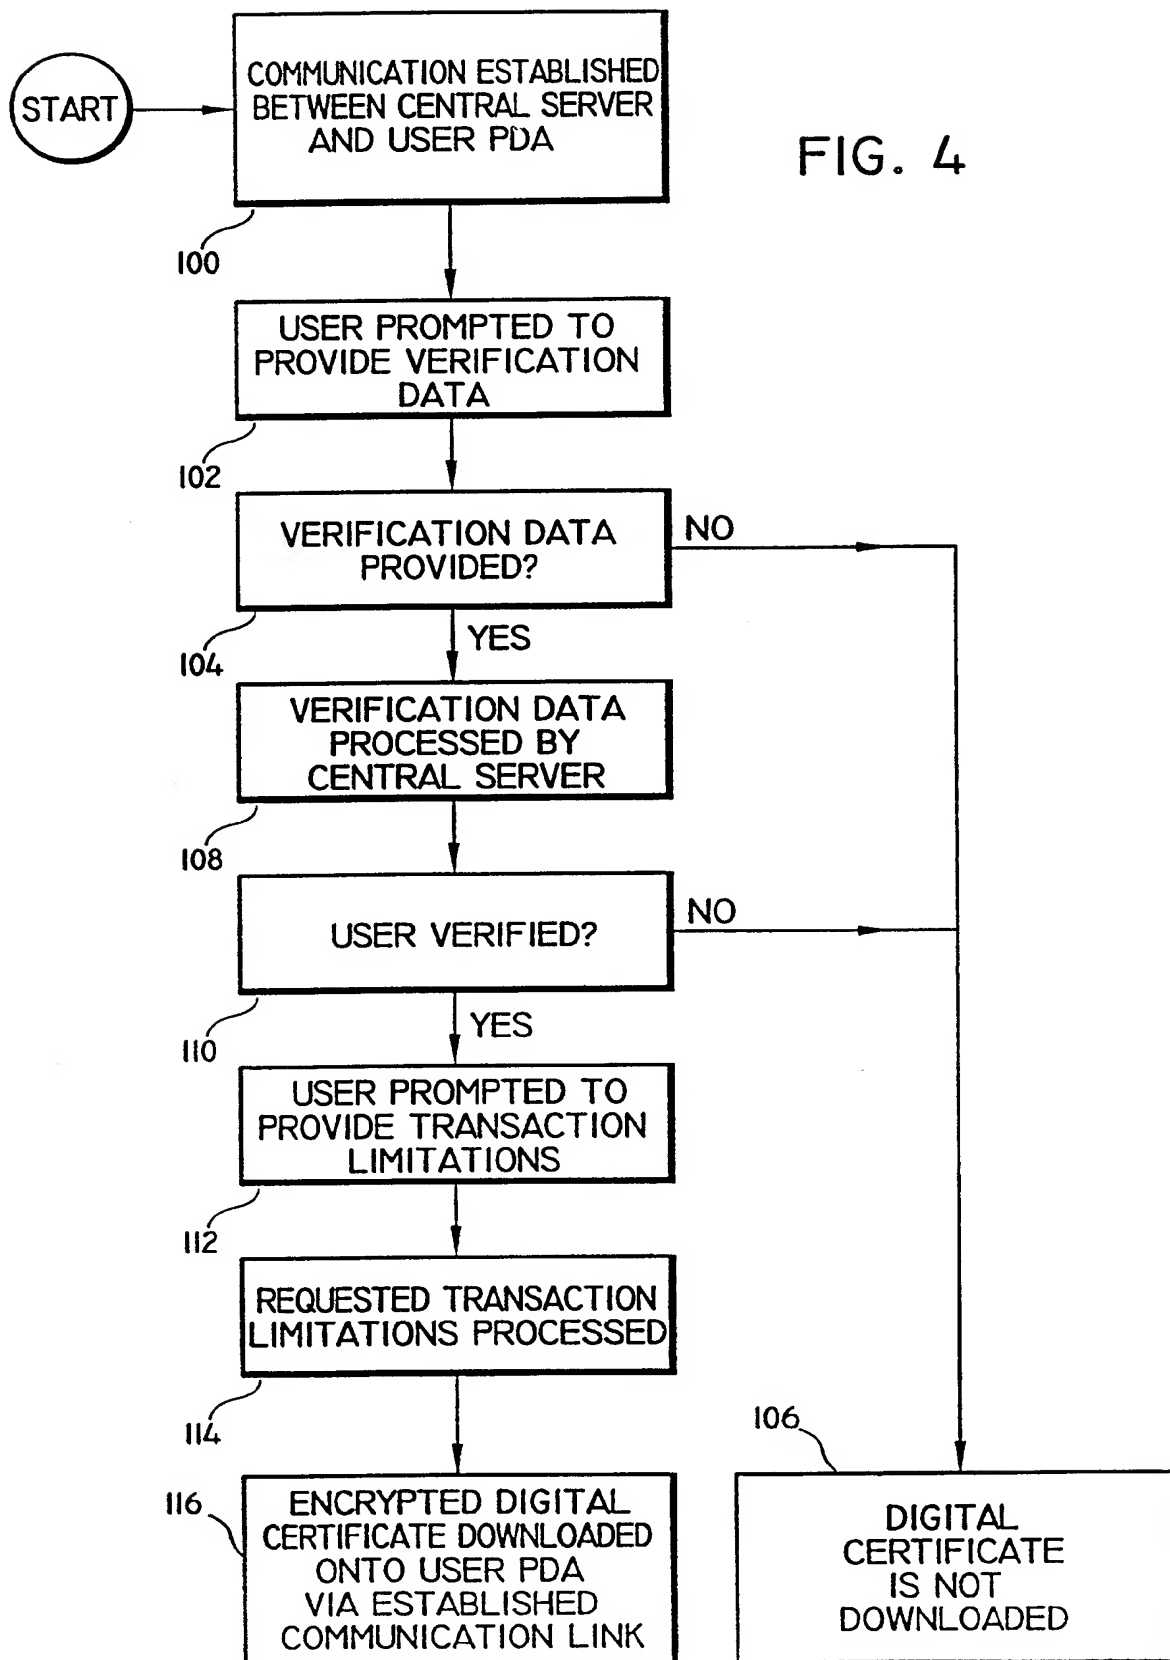 START
COMMUNICATION ESTABLISHED
BETWEEN CENTRAL SERVER
AND USER PDA
FIG. 4
100
USER PROMPTED TO
PROVIDE VERIFICATION
DATA
102
VERIFICATION DATA
PROVIDED?
NO
104
YES
VERIFICATION DATA
PROCESSED BY
CENTRAL SERVER
108
USER VERIFIED?
NO
110
YES
USER PROMPTED TO
PROVIDE TRANSACTION
LIMITATIONS
112
REQUESTED TRANSACTION
LIMITATIONS PROCESSED
114
106
116
ENCRYPTED DIGITAL
CERTIFICATE DOWNLOADED
ONTO USER PDA
VIA ESTABLISHED
COMMUNICATION LINK
DIGITAL
CERTIFICATE
IS NOT
DOWNLOADED